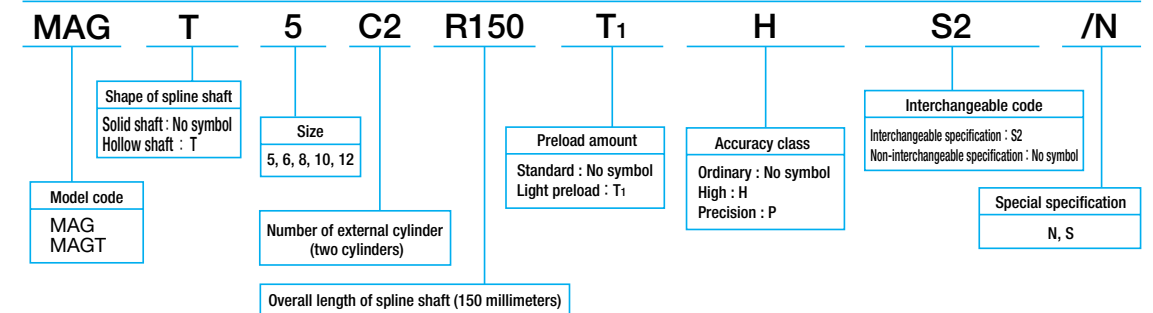 MAG T 5 C2 R150 T1 H S2 /N
Shape of spline shaft
Solid shaft : No symbol
Hollow shaft : T
Size
5, 6, 8, 10, 12
Preload amount
Standard : No symbol
Light preload : T1
Accuracy class
Ordinary : No symbol
High : H
Precision : P
Interchangeable code
Interchangeable specification : S2
Non-interchangeable specification : No symbol
Model code
MAG
MAGT
Number of external cylinder
(two cylinders)
Special specification
N, S
Overall length of spline shaft (150 millimeters)